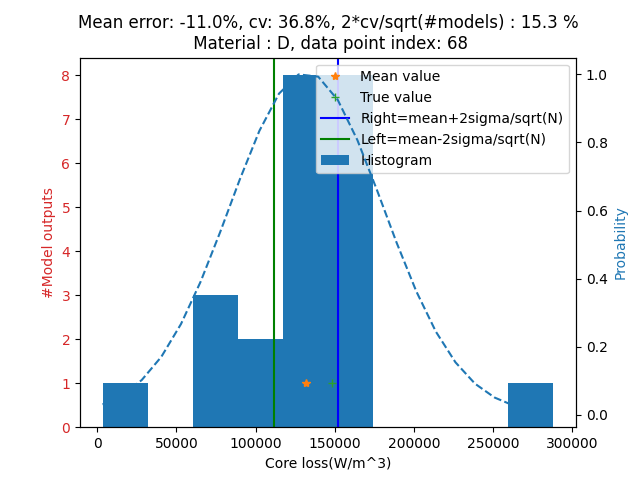 Mean error: -11.0%, cv: 36.8%, 2*cv/sqrt(#models) : 15.3 %
Material : D, data point index: 68
Mean value
True value
Right=mean+2sigma/sqrt(N)
Left=mean-2sigma/sqrt(N)
Histogram
#Model outputs
8
7
6
5
4
3
2
1
0
1.0
0.8
0.6
0.4
0.2
0.0
Probability
0
50000
100000
150000
200000
250000
300000
Core loss(W/m^3)